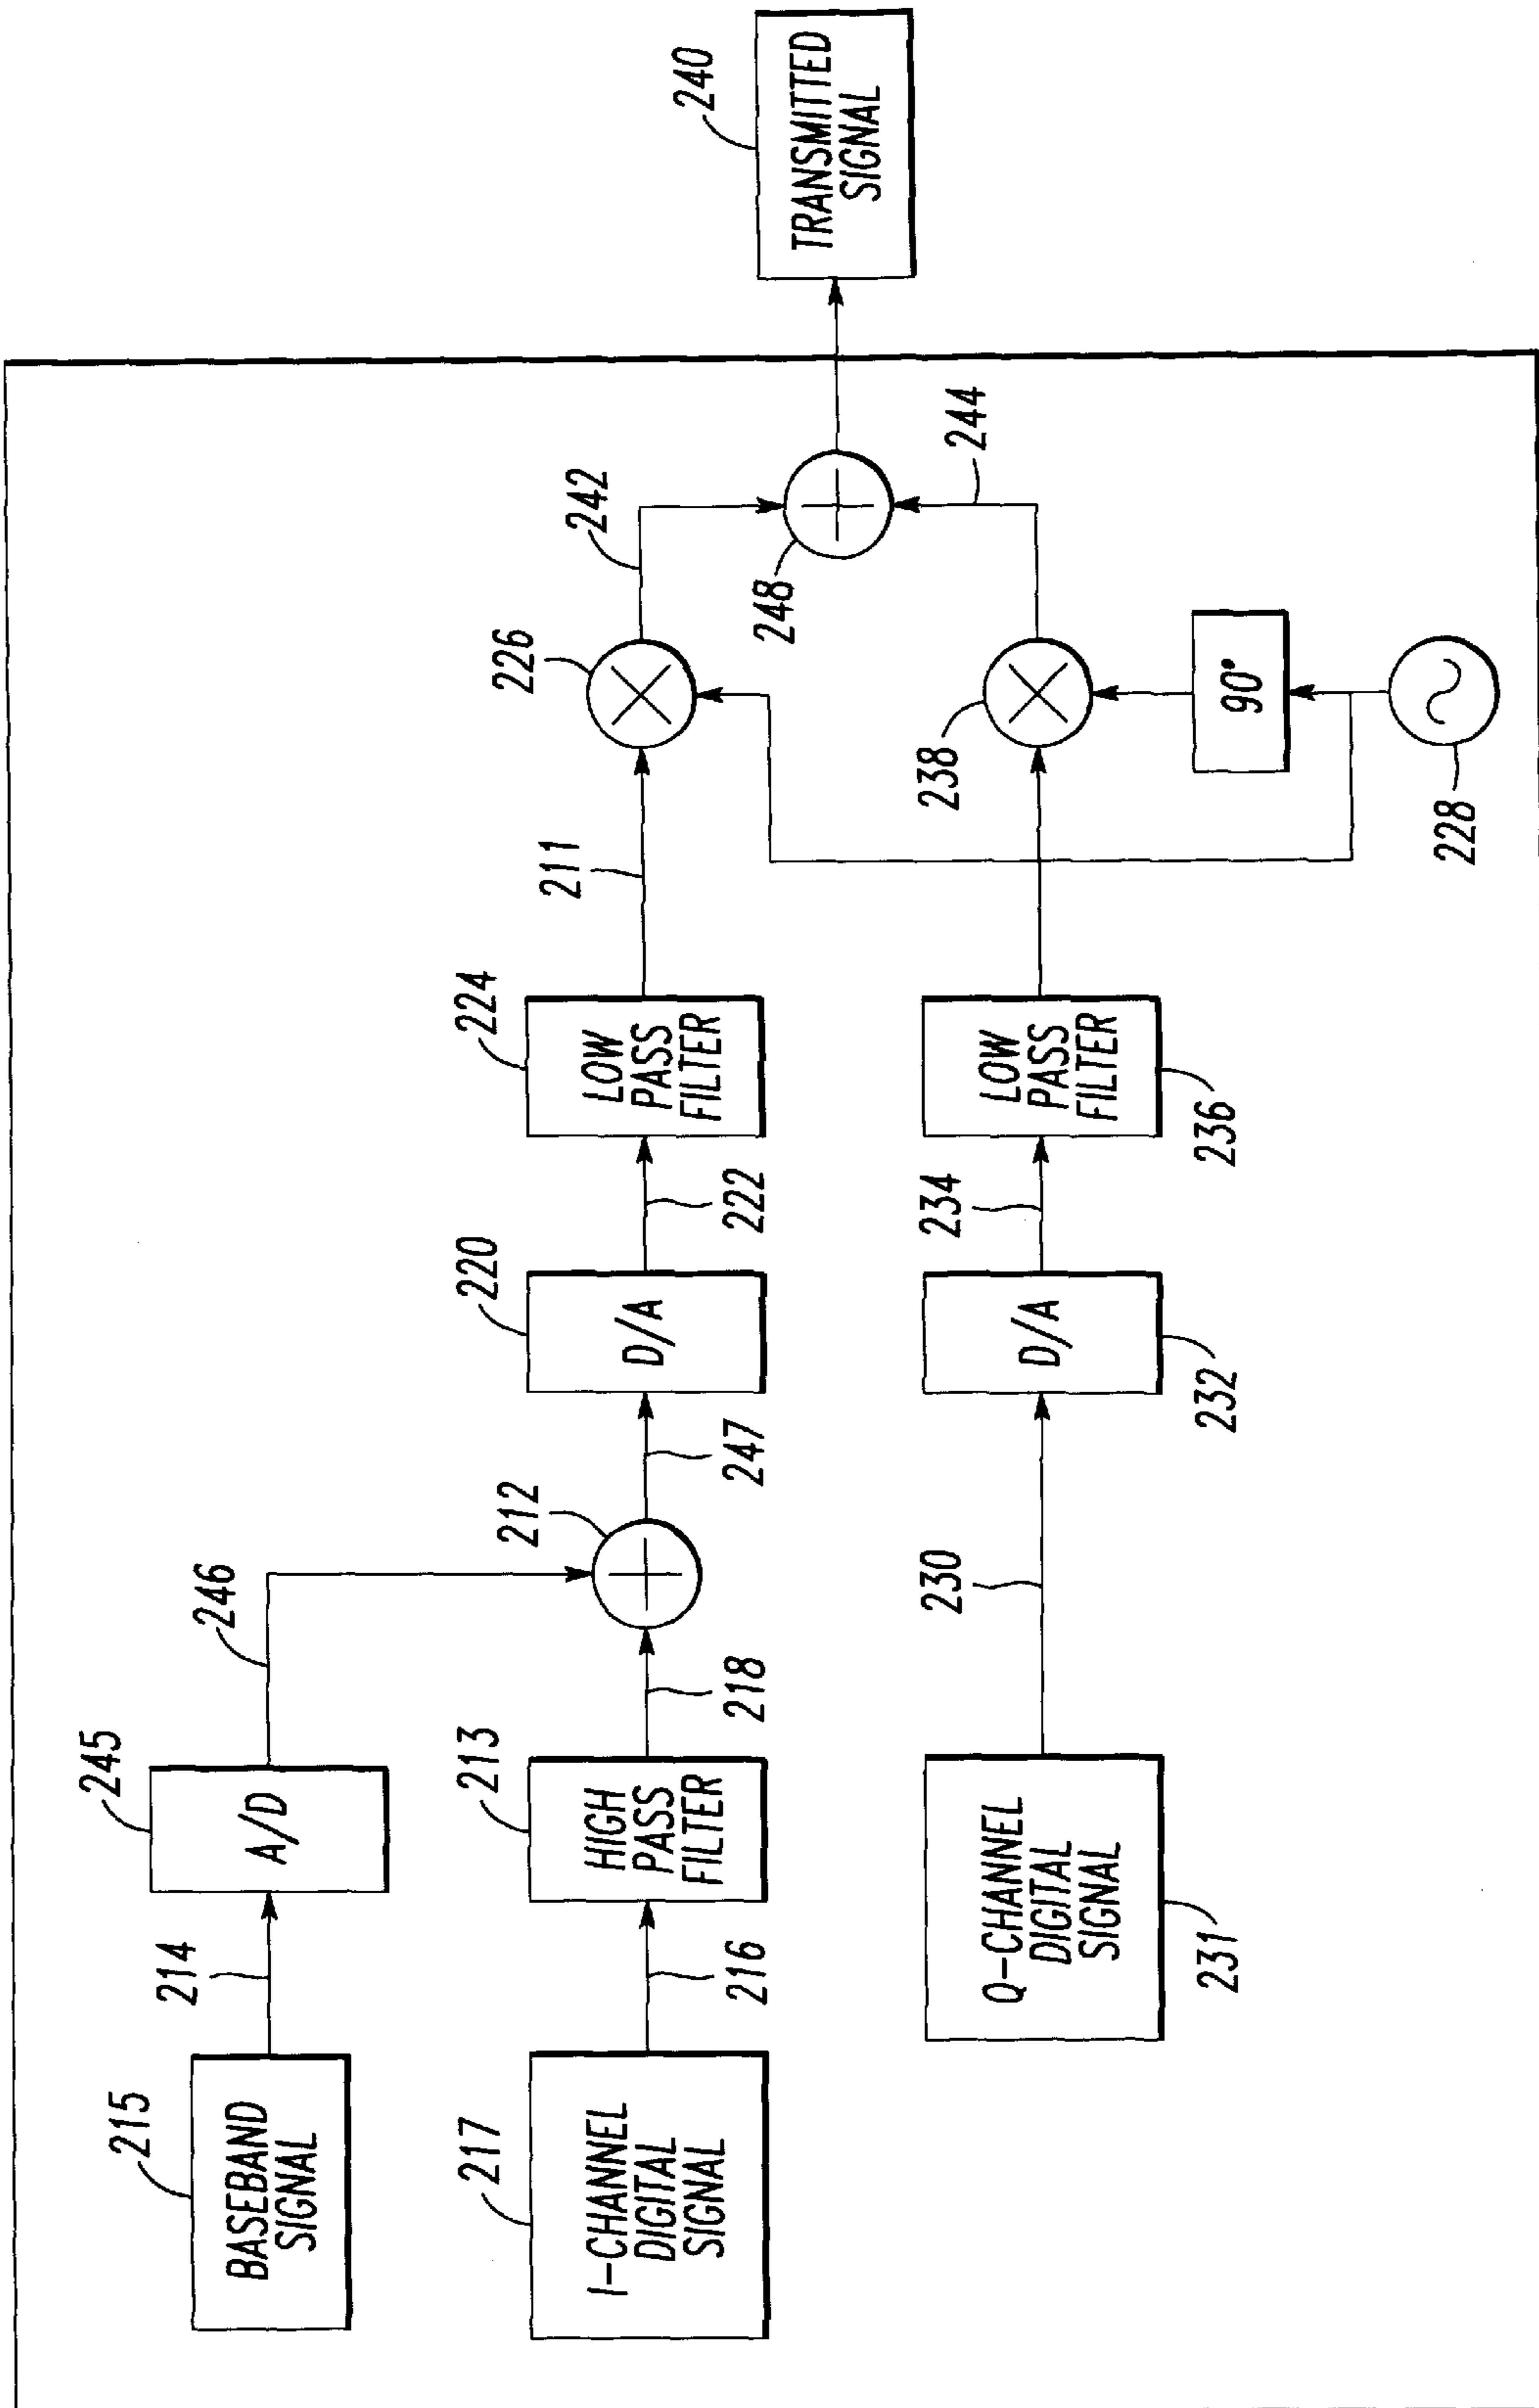 215
BASEBAND
SIGNAL
214
245
A/D
246
217
I-CHANNEL
DIGITAL
SIGNAL
216
213
HIGH
PASS
FILTER
218
212
247
220
D/A
222
224
LOW
PASS
FILTER
211
226
242
Q-CHANNEL
DIGITAL
SIGNAL
231
230
D/A
232
234
LOW
PASS
FILTER
236
238
90°
228
248
244
240
TRANSMITTED
SIGNAL